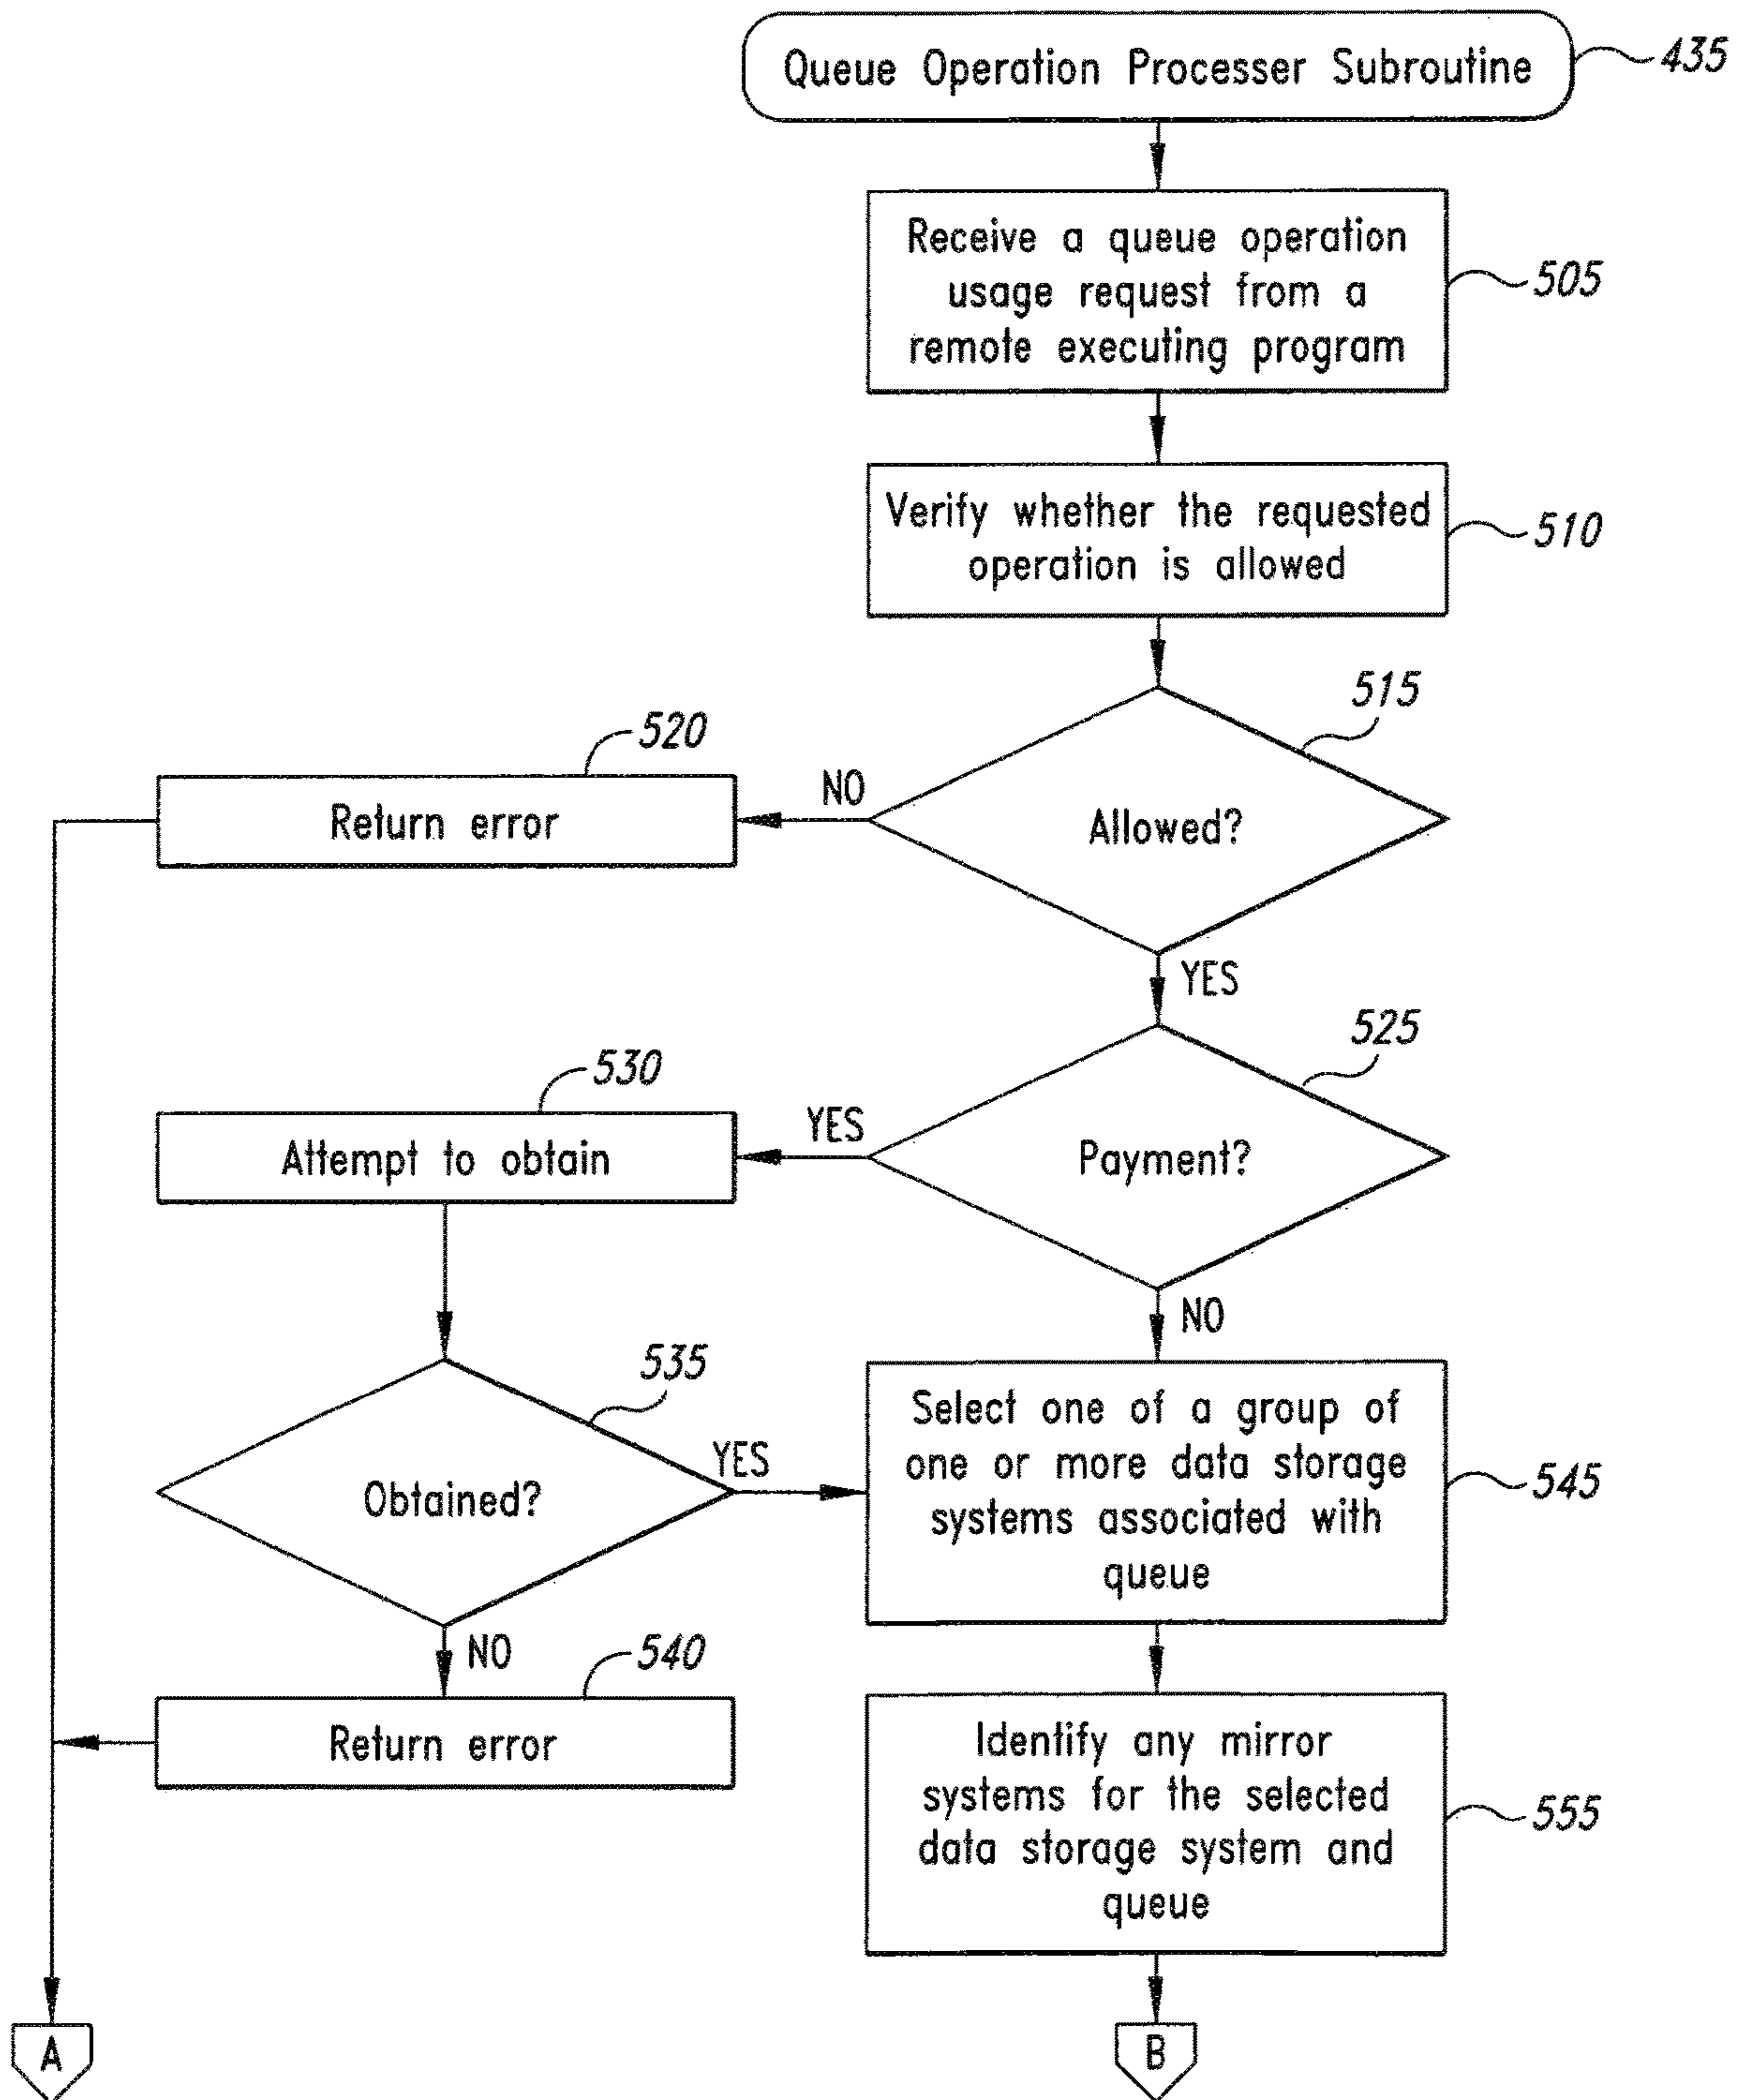 Queue Operation Processer Subroutine
435
Receive a queue operation
usage request from a
remote executing program
505
Verify whether the requested
operation is allowed
510
515
Allowed?
NO
520
Return error
YES
525
Payment?
YES
530
Attempt to obtain
NO
535
Obtained?
YES
Select one of a group of
one or more data storage
systems associated with
queue
545
NO
540
Return error
Identify any mirror
systems for the selected
data storage system and
queue
555
A
B